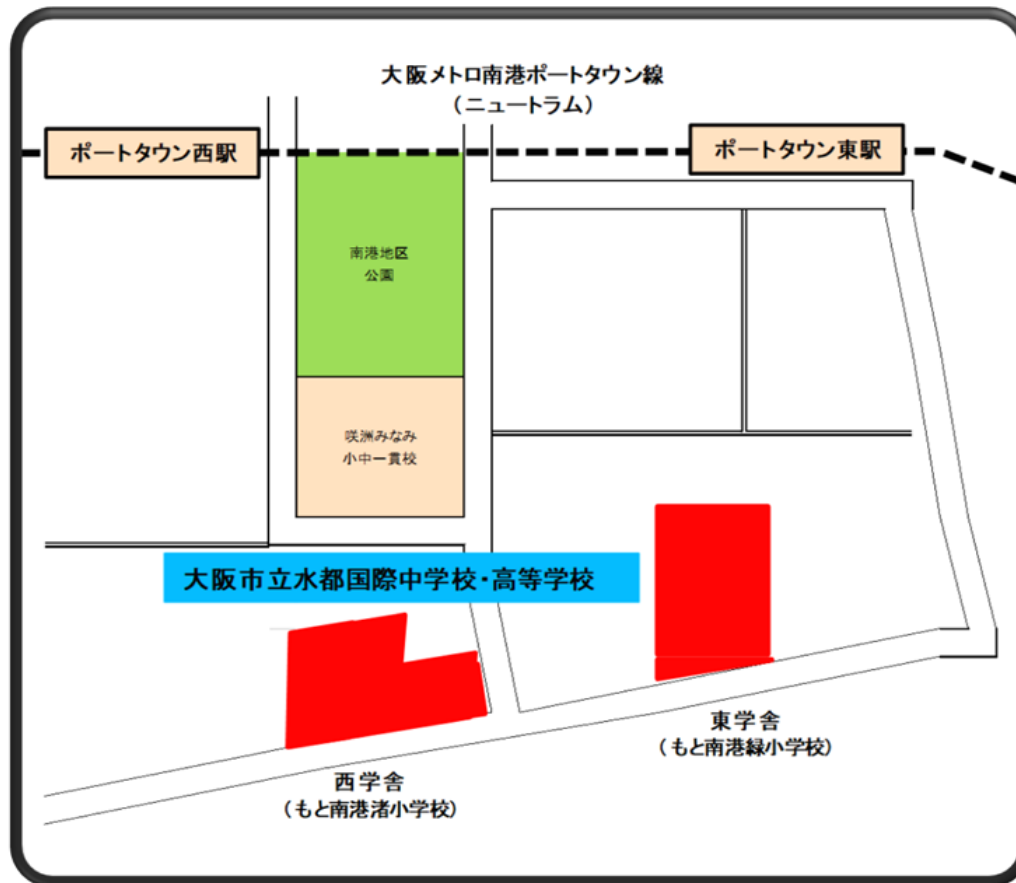 大阪メトロ南港ポートタウン線
（ニュートラム）
ポートタウン西駅
ポートタウン東駅
南港地区
公園
咲洲みなみ
小中一貫校
大阪市立水都国際中学校・高等学校
東学舎
（もと南港緑小学校）
西学舎
（もと南港渚小学校）